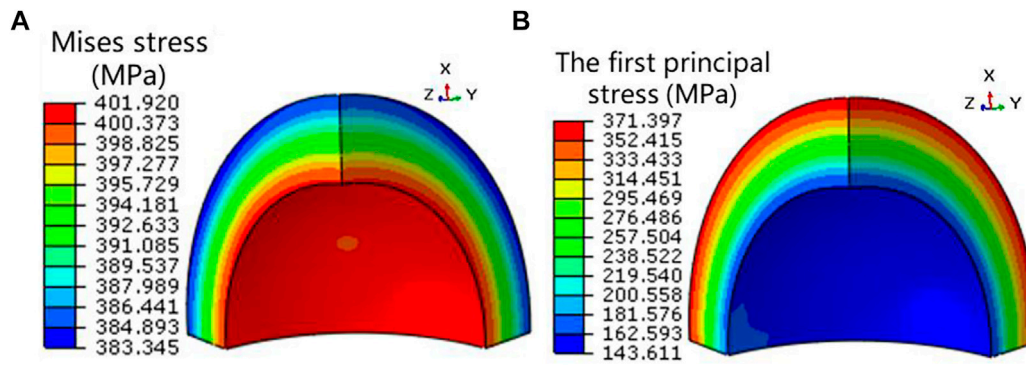 A
Mises stress
(MPa)
401.920
400.373
398.825
397.277
395.729
394.181
392.633
391.085
389.537
387.989
386.441
384.893
383.345
X
Z
Y
B
The first principal
stress (MPa)
371.397
352.415
333.433
314.451
295.469
276.486
257.504
238.522
219.540
200.558
181.576
162.593
143.611
X
Z
Y